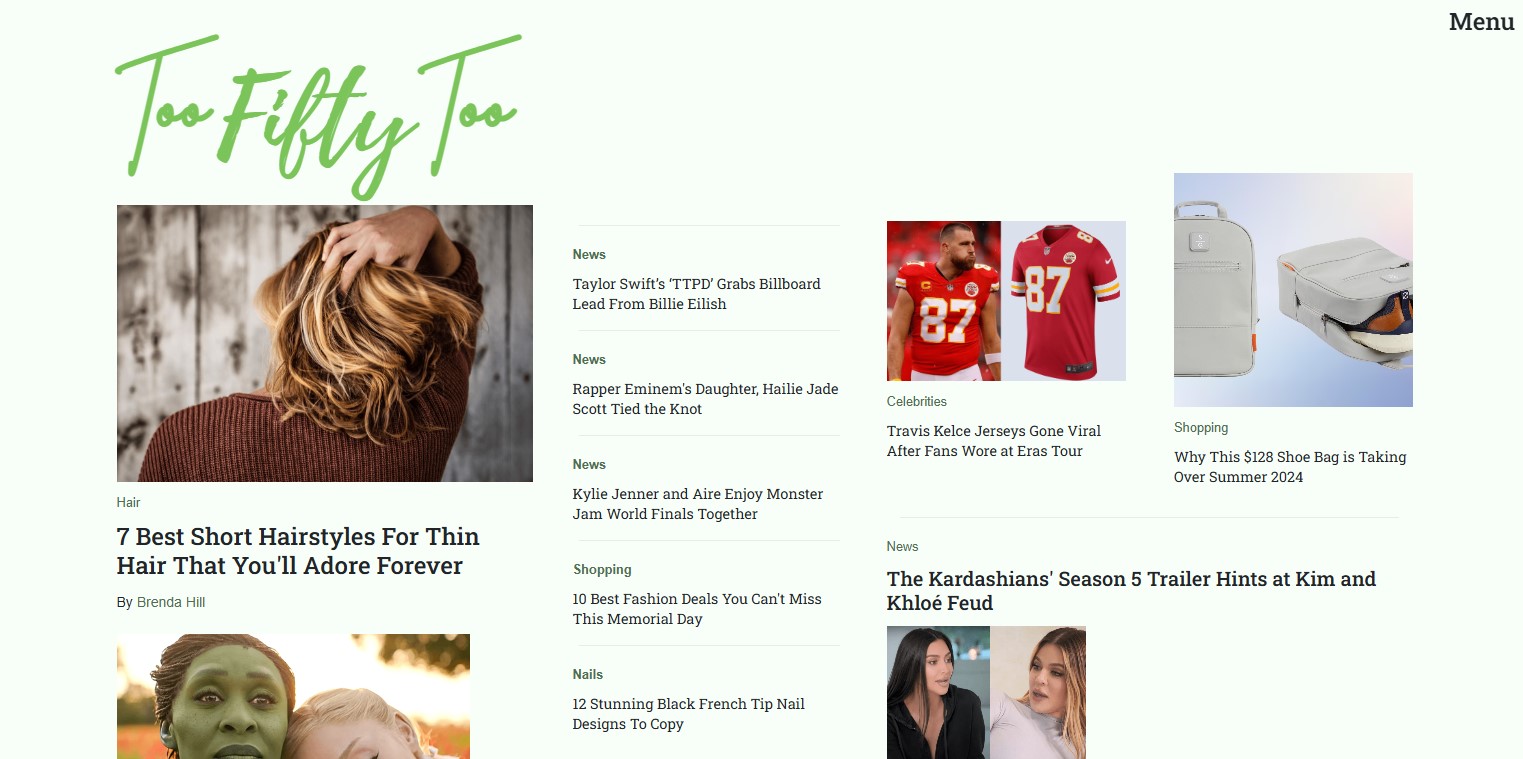 Menu
Too Fifty Too
Hair
7 Best Short Hairstyles For Thin
Hair That You'll Adore Forever
By Brenda Hill
News
Taylor Swift's ‘TTPD’ Grabs Billboard
Lead From Billie Eilish
News
Rapper Eminem's Daughter, Hailie Jade
Scott Tied the Knot
News
Kylie Jenner and Aire Enjoy Monster
Jam World Finals Together
Shopping
10 Best Fashion Deals You Can't Miss
This Memorial Day
Nails
12 Stunning Black French Tip Nail
Designs To Copy
87
87
87
Celebrities
Travis Kelce Jerseys Gone Viral
After Fans Wore at Eras Tour
Shopping
Why This $128 Shoe Bag is Taking
Over Summer 2024
News
The Kardashians' Season 5 Trailer Hints at Kim and
Khloé Feud